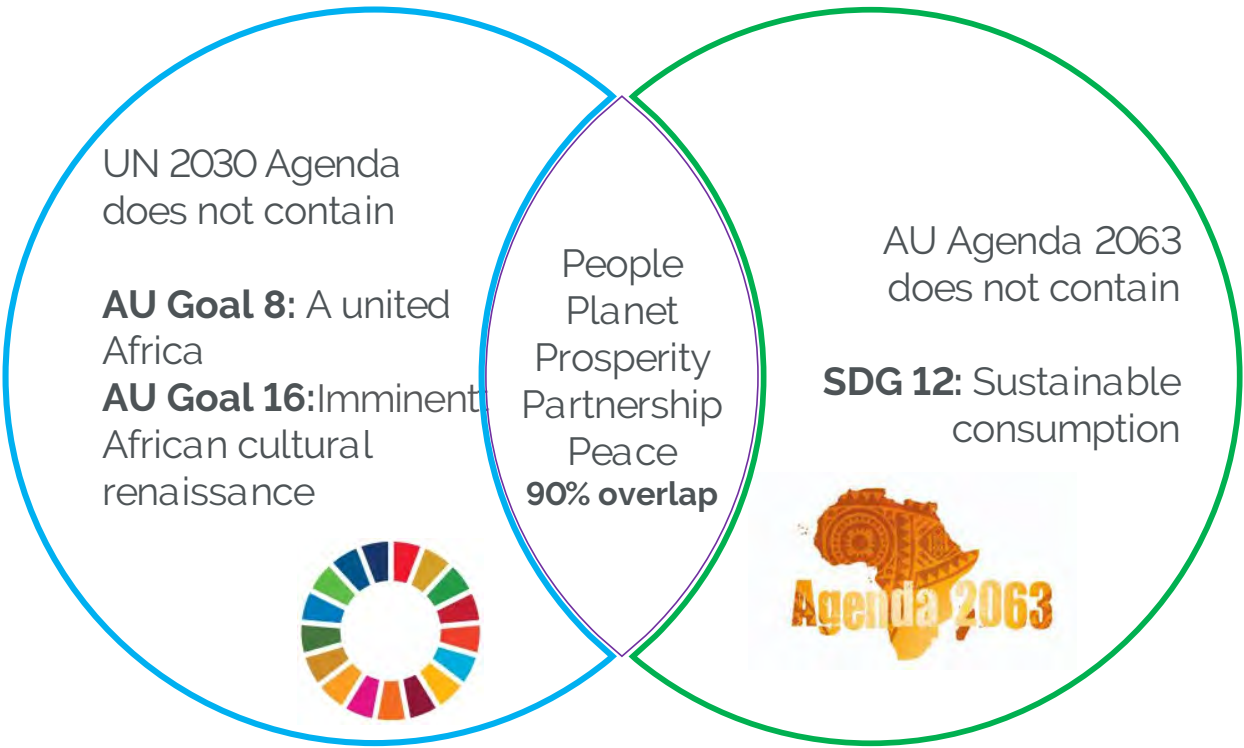 UN 2030 Agenda
does not contain
AU Goal 8: A united
Africa
AU Goal 16:Imminent
African cultural
renaissance
People
Planet
Prosperity
Partnership
Peace
90% overlap
AU Agenda 2063
does not contain
SDG 12: Sustainable
consumption
Agenda 2063